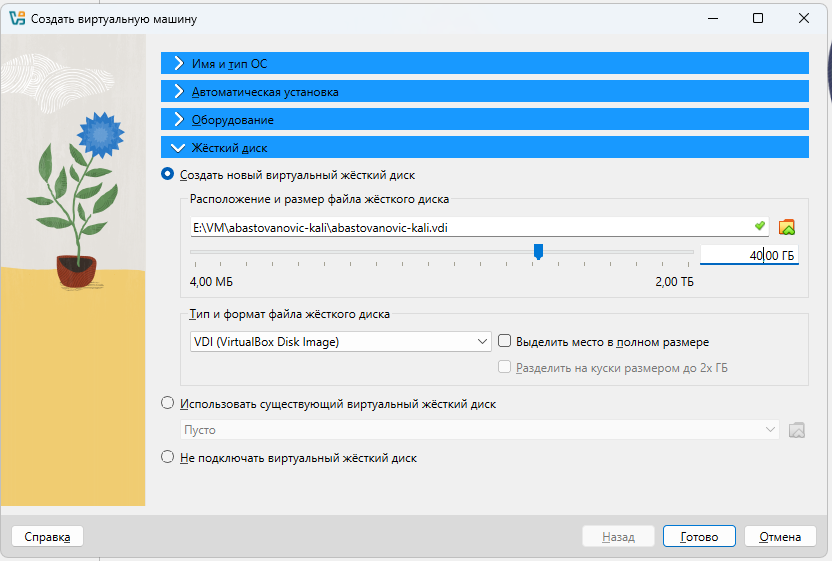 Создать виртуальную машину
Имя и тип ОС
Автоматическая установка
Оборудование
Жёсткий диск
Создать новый виртуальный жёсткий диск
Расположение и размер файла жёсткого диска
E:\VM\abastovanovic-kali\abastovanovic-kali.vdi
40,00 ГБ
4,00 МБ 2,00 ТБ
Тип и формат файла жёсткого диска
VDI (VirtualBox Disk Image) Выделить место в полном размере
Разделить на куски размером до 2х ГБ
Использовать существующий виртуальный жёсткий диск
Пусто
Не подключать виртуальный жёсткий диск
Справка Назад Готово Отмена